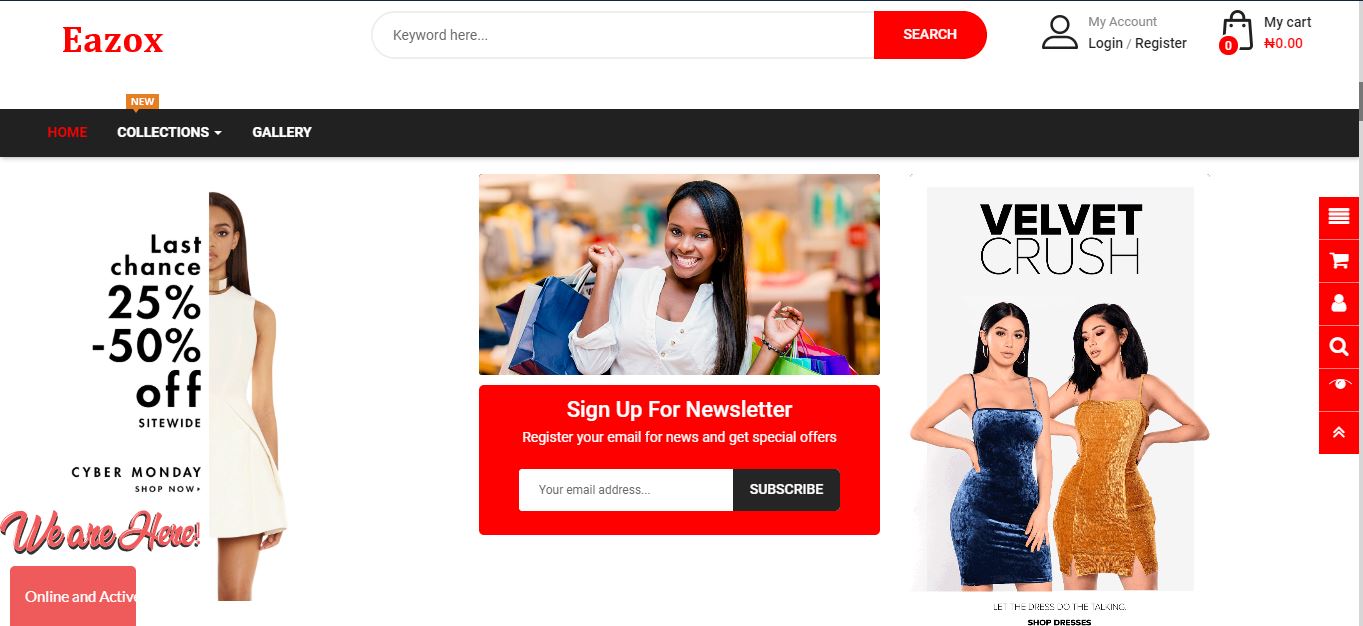 Eazox
Keyword here...
SEARCH
My Account
Login / Register
0
My cart
₦0.00
NEW
HOME
COLLECTIONS
GALLERY
Last
chance
25%
-50%
off
SITEWIDE
CYBER MONDAY
SHOP NOW
We are Here!
Online and Active
Sign Up For Newsletter
Register your email for news and get special offers
Your email address...
SUBSCRIBE
VELVET
CRUSH
LET THE DRESS DO THE TALKING.
SHOP DRESSES